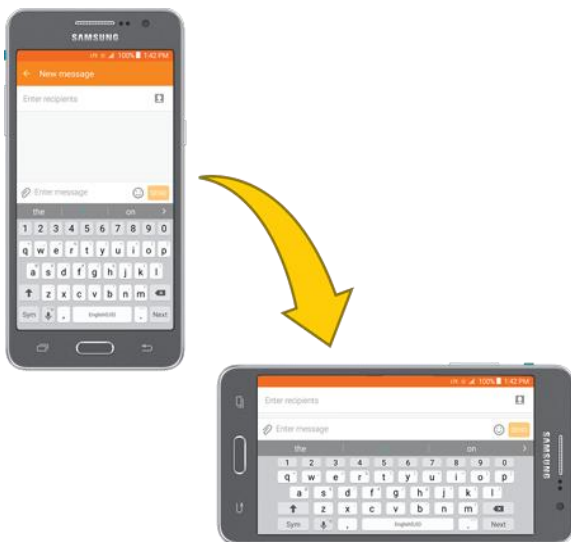 SAMSUNG
100% 1:42 PM
New message
Enter recipients
Enter message
the on
1 2 3 4 5 6 7 8 9 0
q w e r t y u i o p
a s d f g h j k l
z x c v b n m
Sym , English(US) . Next
100% 1:42 PM
Enter recipients
Enter message
the on
1 2 3 4 5 6 7 8 9 0
q w e r t y u i o p
a s d f g h j k l
z x c v b n m
Sym , English(US) . Next
SAMSUNG